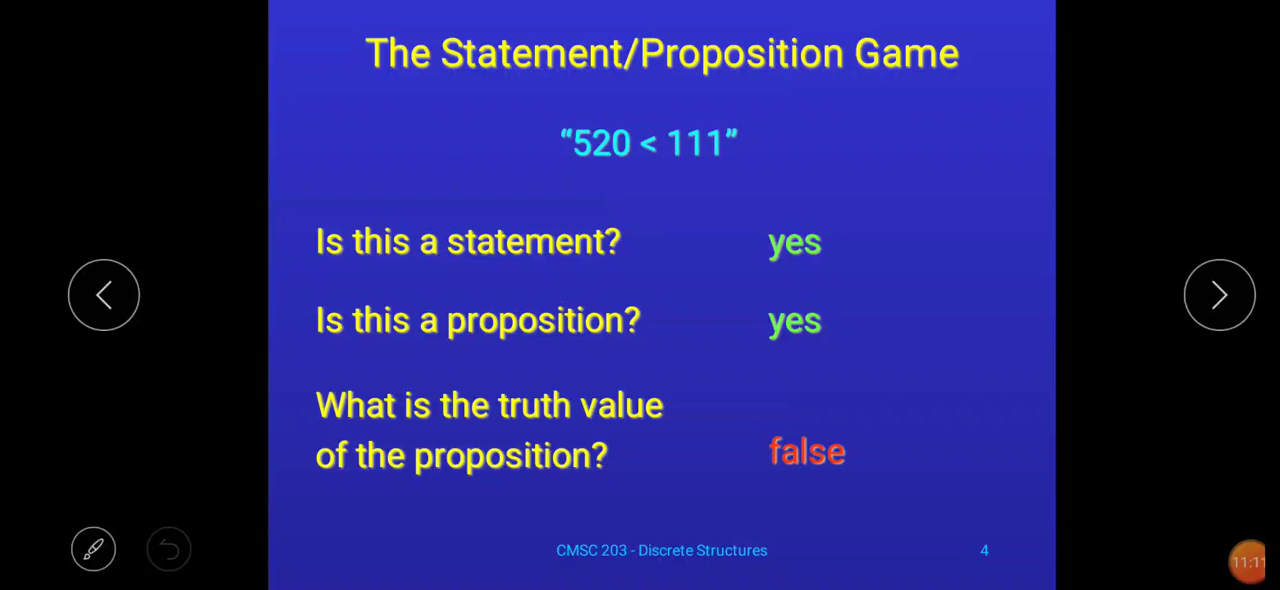 The Statement/Proposition Game
“520 < 111”
Is this a statement? yes
Is this a proposition? yes
What is the truth value
of the proposition? false
CMSC 203 - Discrete Structures 4
11:11